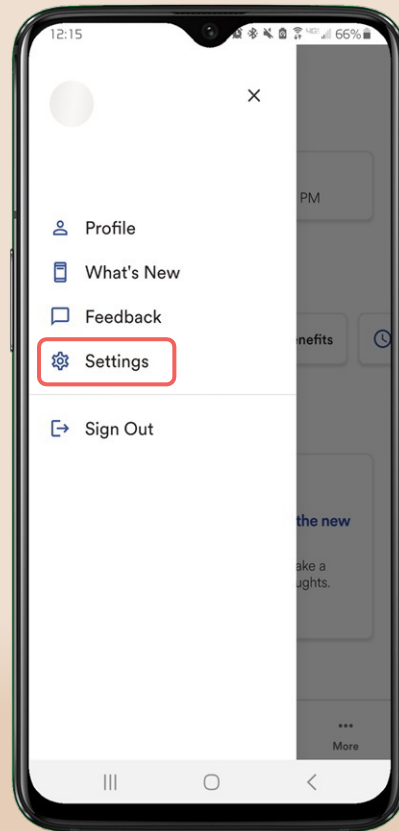 12:15
66%
PM
Profile
What's New
Feedback
nefits
Settings
Sign Out
the new
ake a
ughts.
More